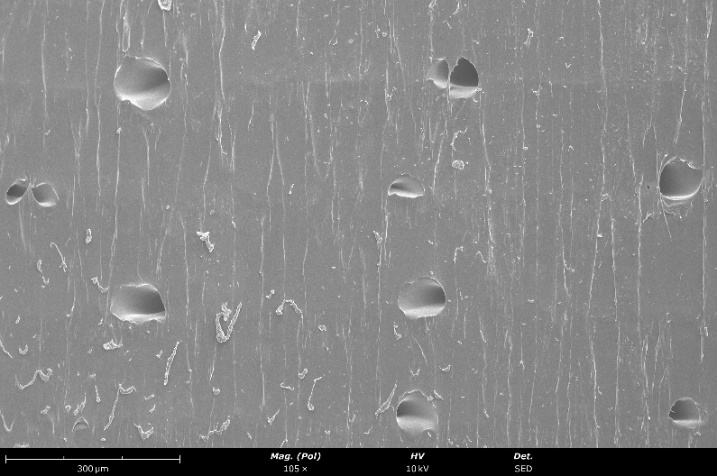 300 µm
Mag. (Pol)
105 ×
HV
10 kV
Det.
SED